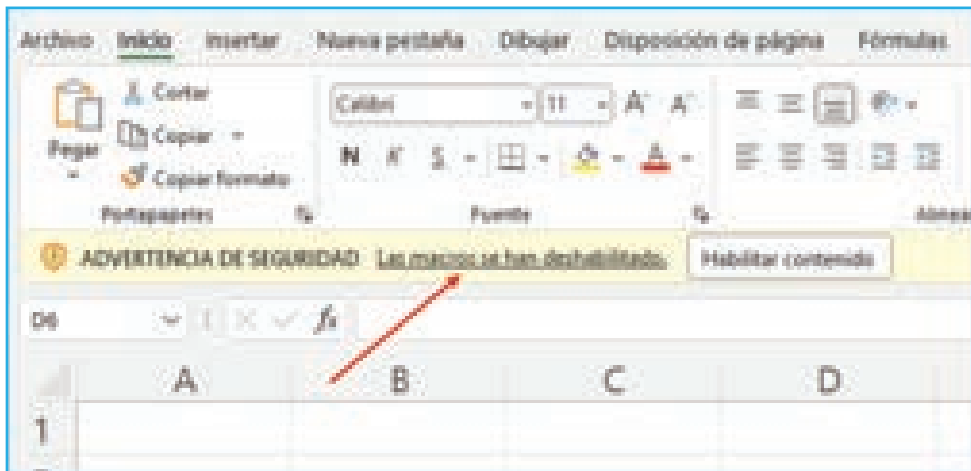 Archivo Inicio Insertar Nueva pestaña Dibujar Disposición de página Fórmulas
Pegar
Cortar
Copiar
Copiar formato
Portapapeles
Calibri 11 A A
N K S A
Fuente
ADVERTENCIA DE SEGURIDAD Las macros se han deshabilitado. Habilitar contenido
D6 fx
A B C D
1